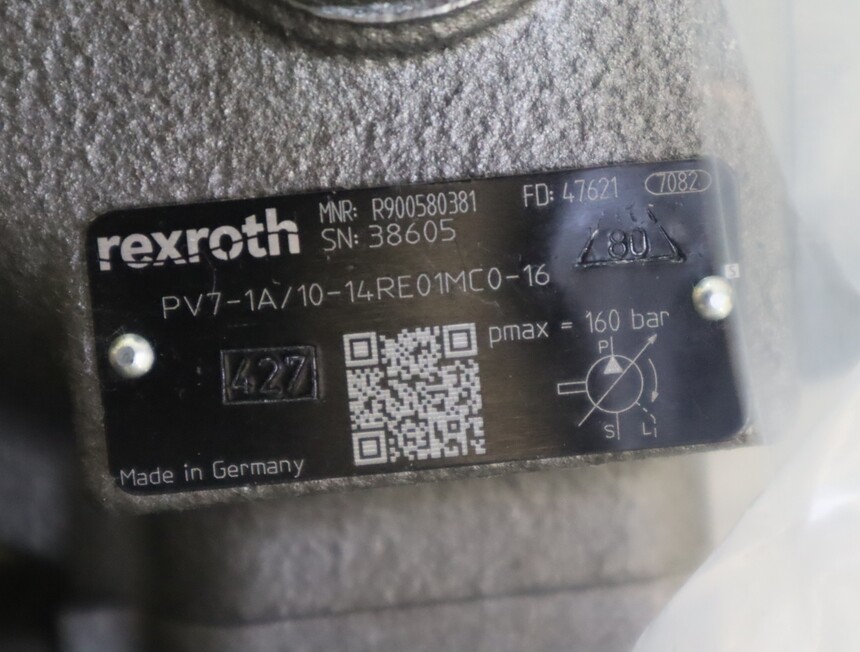 rexroth
MNR: R900580381 FD: 47621 7082
SN: 38605
80
PV7-1A/10-14RE01MC0-16
S
pmax = 160 bar
P
427
S L
Made in Germany